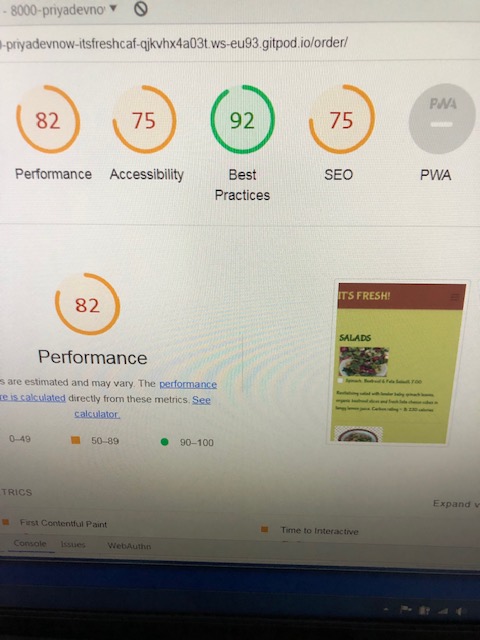 - 8000-priyadevno
-priyadevnow-itsfreshcaf-qjkvhx4a03t.ws-eu93.gitpod.io/order/
82 75 92 75 PWA
Performance Accessibility Best Practices SEO PWA
82
Performance
s are estimated and may vary. The performance
re is calculated directly from these metrics. See
calculator.
0–49 50–89 90–100
IT'S FRESH!
SALADS
Spinach, Beetroot & Feta Salad
TRICS
Expand v
First Contentful Paint Time to Interactive
Console Issues WebAuthn